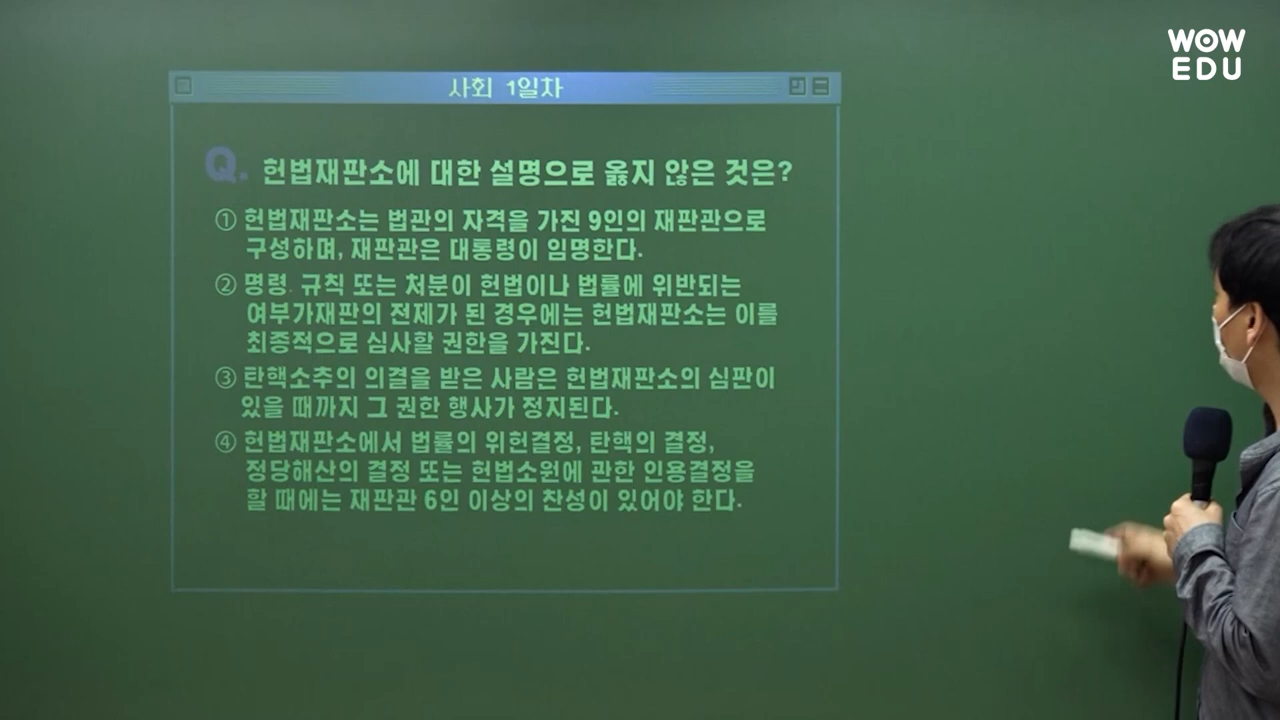 WOW
EDU
사회 1일차
Q. 헌법재판소에 대한 설명으로 옳지 않은 것은?
① 헌법재판소는 법관의 자격을 가진 9인의 재판관으로
구성하며, 재판관은 대통령이 임명한다.
② 명령. 규칙 또는 처분이 헌법이나 법률에 위반되는
여부가재판의 전제가 된 경우에는 헌법재판소는 이를
최종적으로 심사할 권한을 가진다.
③ 탄핵소추의 의결을 받은 사람은 헌법재판소의 심판이
있을 때까지 그 권한 행사가 정지된다.
④ 헌법재판소에서 법률의 위헌결정, 탄핵의 결정,
정당해산의 결정 또는 헌법소원에 관한 인용결정을
할 때에는 재판관 6인 이상의 찬성이 있어야 한다.